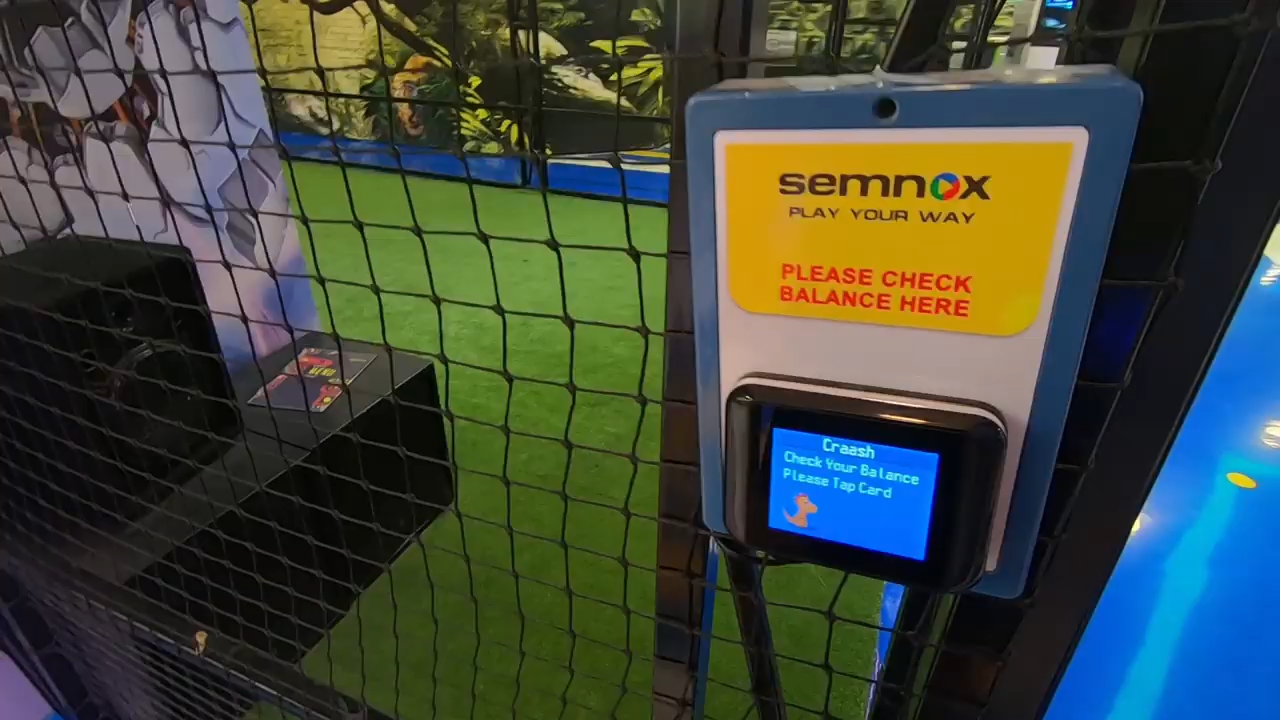 semnox
PLAY YOUR WAY
PLEASE CHECK
BALANCE HERE
Craash
Check Your Balance
Please Tap Card